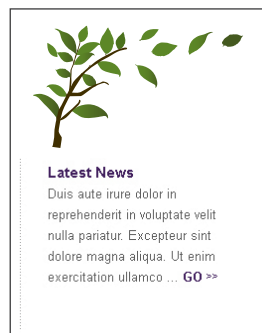 Latest News
Duis aute irure dolor in
reprehenderit in voluptate velit
nulla pariatur. Excepteur sint
dolore magna aliqua. Ut enim
exercitation ullamco ... GO >>